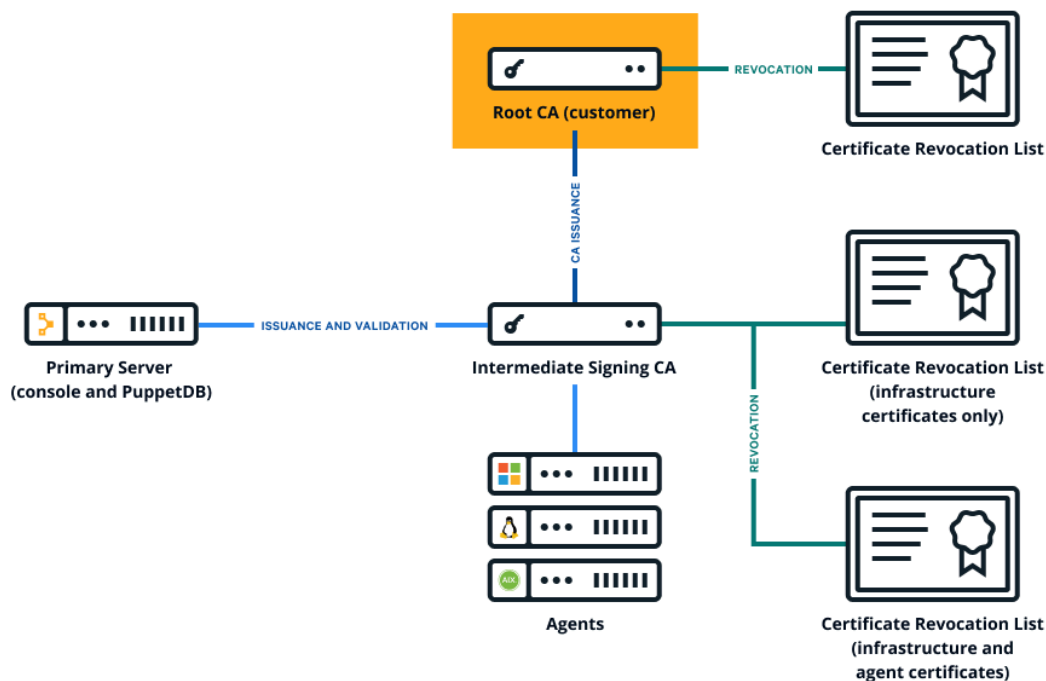 REVOCATION
Root CA (customer)
Certificate Revocation List
CA ISSUANCE
ISSUANCE AND VALIDATION
Primary Server
(console and PuppetDB)
Intermediate Signing CA
Certificate Revocation List
(infrastructure
certificates only)
REVOCATION
AIX
Agents
Certificate Revocation List
(infrastructure and
agent certificates)